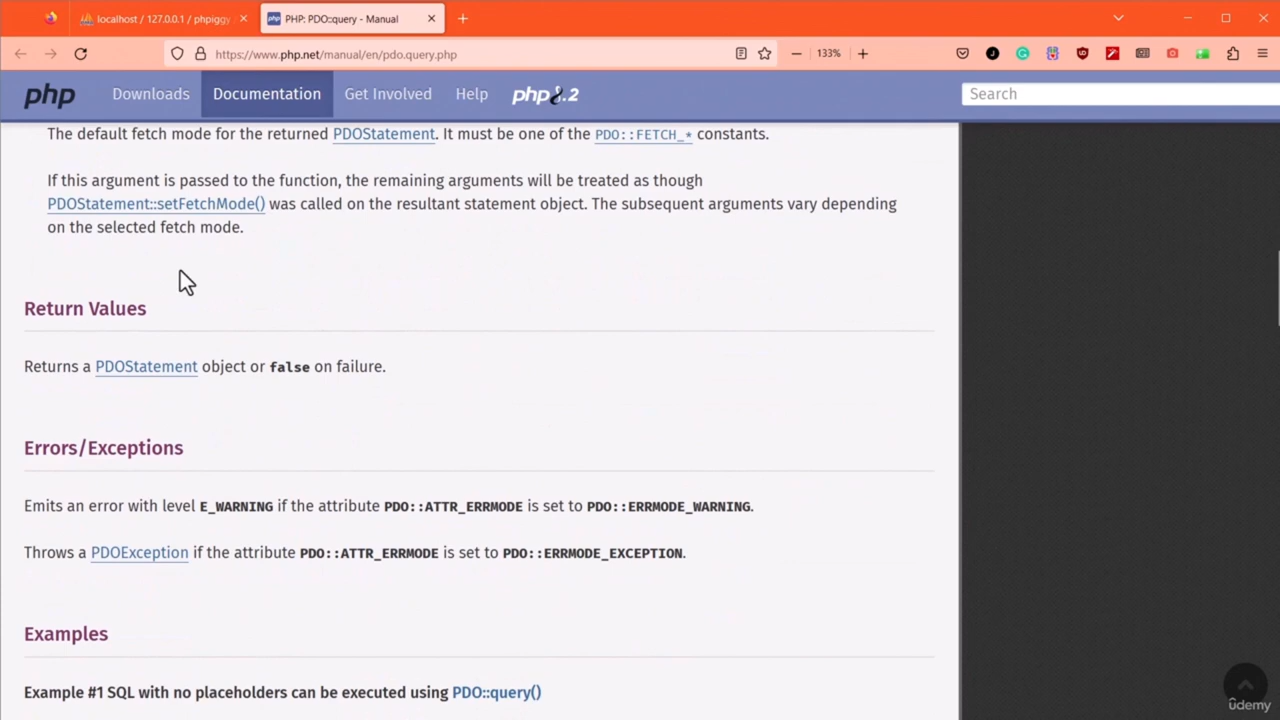 localhost / 127.0.0.1 / phpiggy
php PHP: PDO::query - Manual
https://www.php.net/manual/en/pdo.query.php
133%
php Downloads Documentation Get Involved Help php8.2 Search
The default fetch mode for the returned PDOStatement. It must be one of the PDO::FETCH_* constants.
If this argument is passed to the function, the remaining arguments will be treated as though
PDOStatement::setFetchMode() was called on the resultant statement object. The subsequent arguments vary depending
on the selected fetch mode.
Return Values
Returns a PDOStatement object or false on failure.
Errors/Exceptions
Emits an error with level E_WARNING if the attribute PDO::ATTR_ERRMODE is set to PDO::ERRMODE_WARNING.
Throws a PDOException if the attribute PDO::ATTR_ERRMODE is set to PDO::ERRMODE_EXCEPTION.
Examples
Example #1 SQL with no placeholders can be executed using PDO::query()
ûdemy